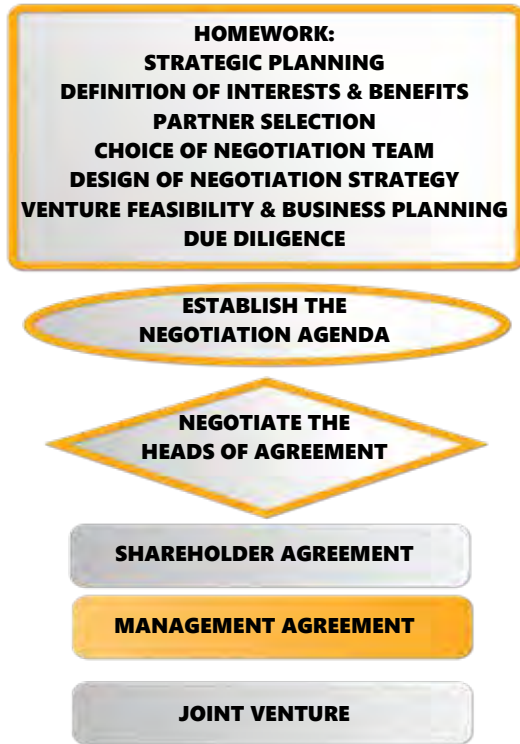 HOMEWORK:
STRATEGIC PLANNING
DEFINITION OF INTERESTS & BENEFITS
PARTNER SELECTION
CHOICE OF NEGOTIATION TEAM
DESIGN OF NEGOTIATION STRATEGY
VENTURE FEASIBILITY & BUSINESS PLANNING
DUE DILIGENCE
ESTABLISH THE
NEGOTIATION AGENDA
NEGOTIATE THE
HEADS OF AGREEMENT
SHAREHOLDER AGREEMENT
MANAGEMENT AGREEMENT
JOINT VENTURE